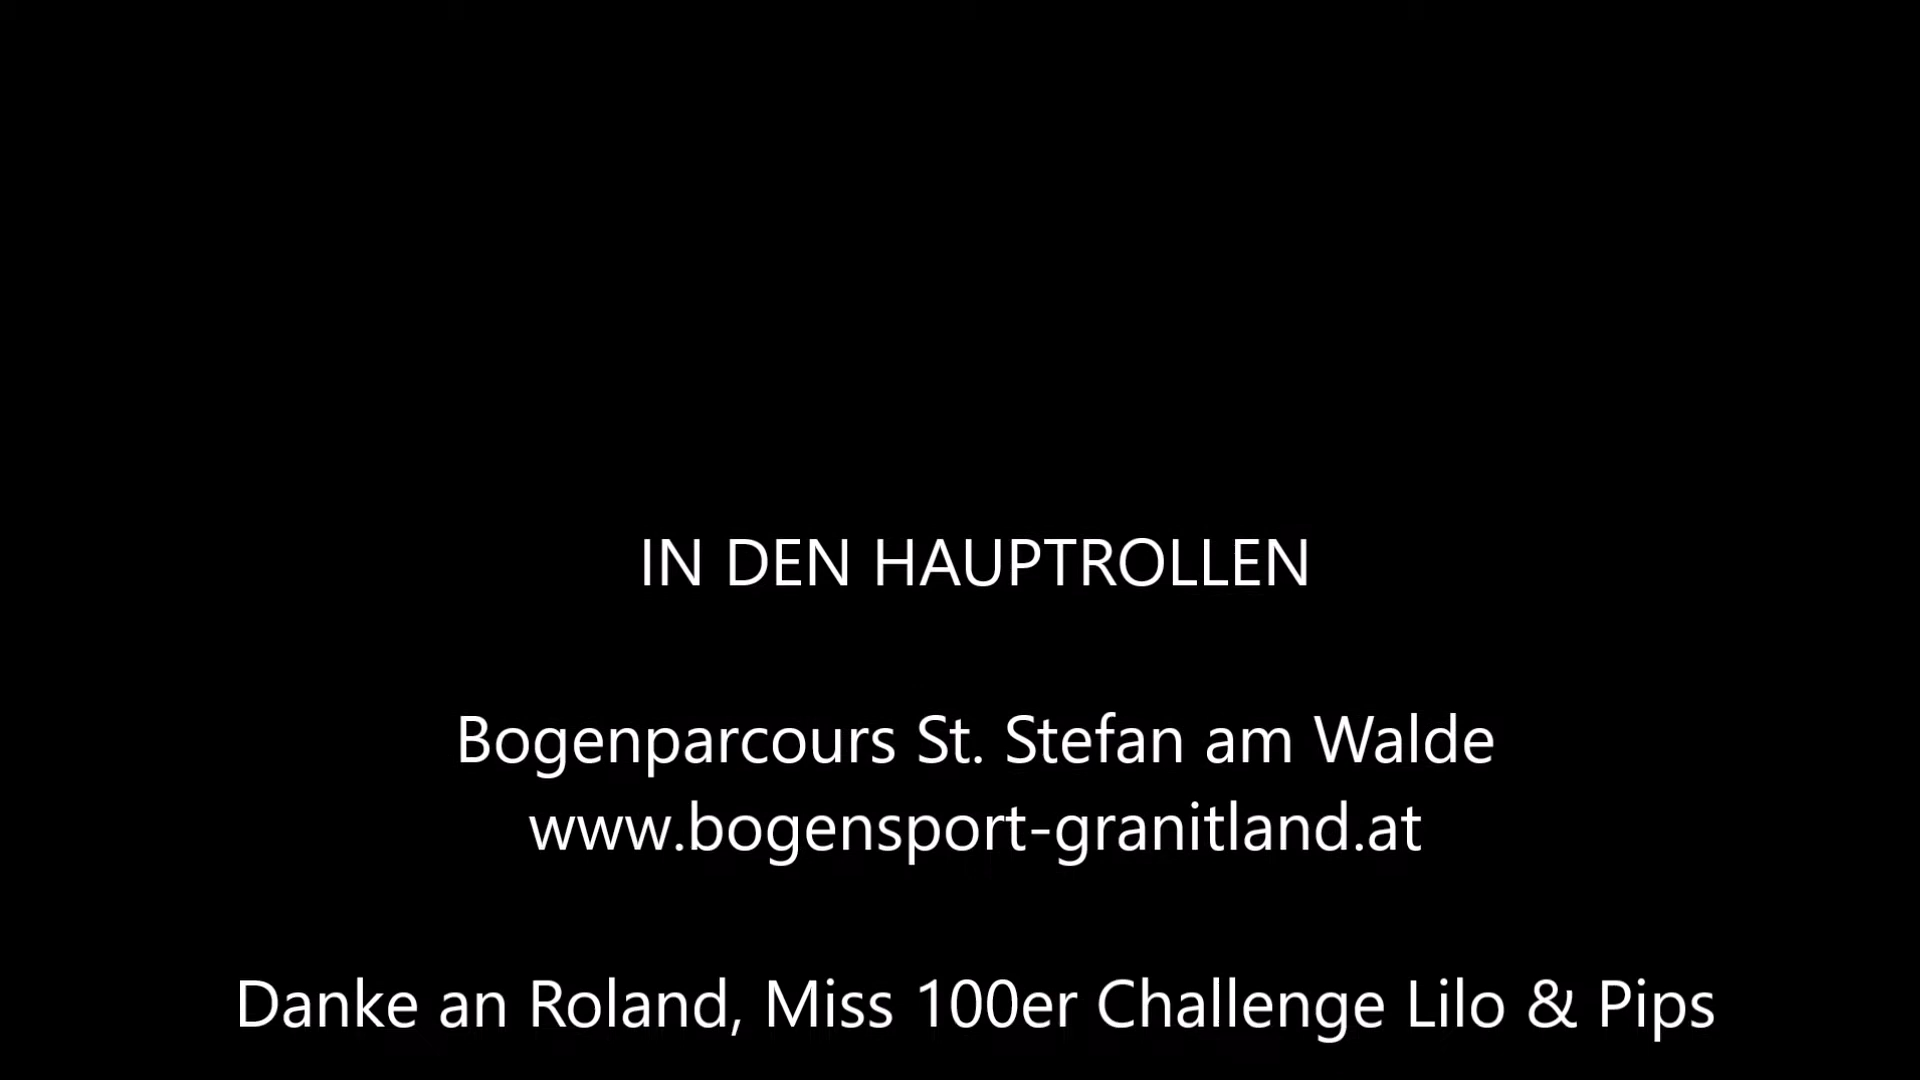 IN DEN HAUPTROLLEN
Bogenparcours St. Stefan am Walde
www.bogensport-granitland.at
Danke an Roland, Miss 100er Challenge Lilo & Pips